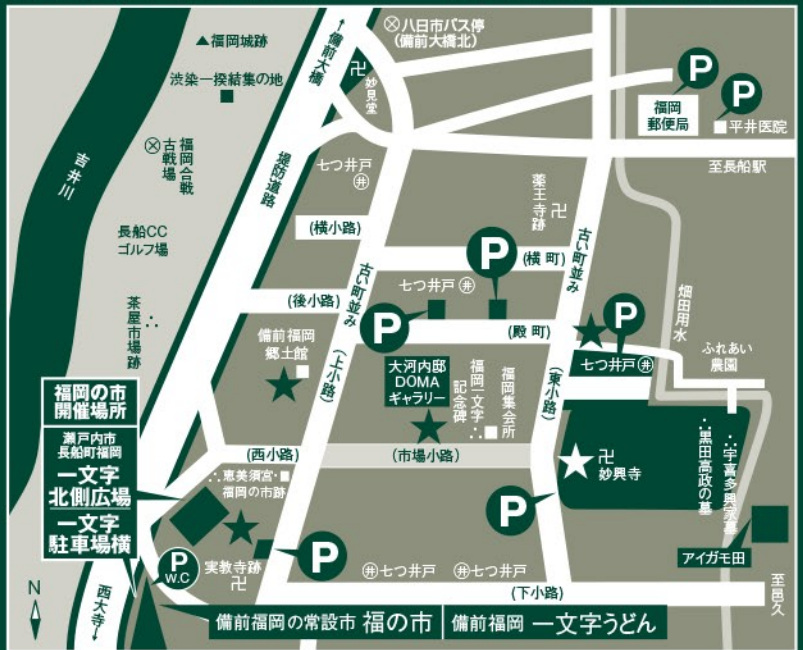 八日市バス停
(備前大橋北)
▲福岡城跡
渋染一揆結集の地
↑備前大橋
卍
妙見堂
P
P
福岡
郵便局
平井医院
至長船駅
吉井川
福岡合戦
古戦場
堤防道路
七つ井戸
井
薬王寺跡
卍
長船CC
ゴルフ場
(横小路)
古い町並み
(横町)
P
古い町並み
畑田用水
七つ井戸 井
(後小路)
茶屋市場跡
P
(殿町)
P
備前福岡
郷土館
(上小路)
大河内邸
DOMA
ギャラリー
福岡一文字
記念碑
福岡集会所
(東小路)
七つ井戸 井
ふれあい
農園
福岡の市
開催場所
瀬戸内市
長船町福岡
一文字
北側広場
一文字
駐車場横
(西小路)
(市場小路)
恵美須宮・
福岡の市跡
卍
妙興寺
黒田高政の墓
宇喜多興家墓
P
アイガモ田
P
W.C
P
実教寺跡
卍
井 七つ井戸
井 七つ井戸
(下小路)
至邑久
N
西大寺↓
備前福岡の常設市 福の市
備前福岡 一文字うどん